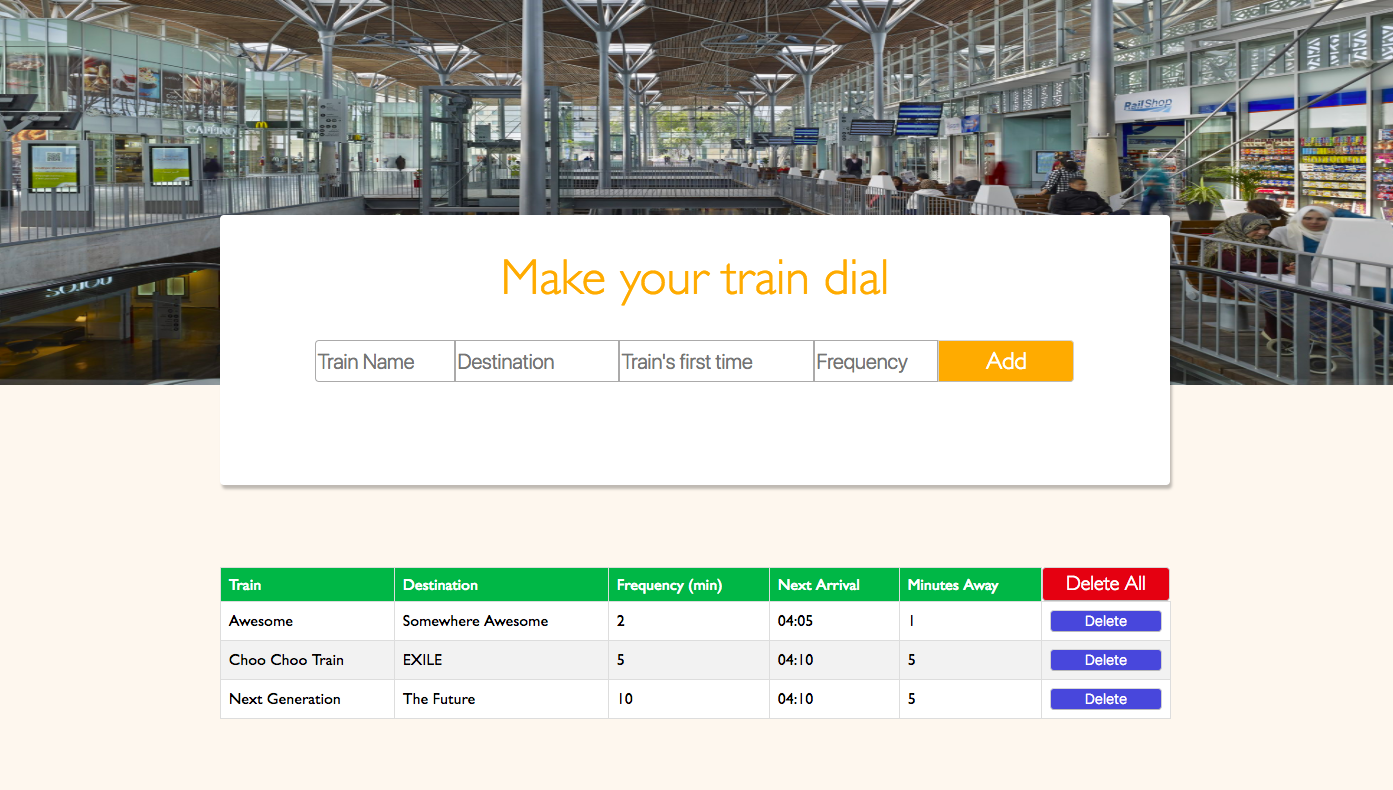 CAFFINO
RailShop
SOJOU
Make your train dial
Train Name Destination Train's first time Frequency Add
Train Destination Frequency (min) Next Arrival Minutes Away Delete All
Awesome Somewhere Awesome 2 04:05 1 Delete
Choo Choo Train EXILE 5 04:10 5 Delete
Next Generation The Future 10 04:10 5 Delete